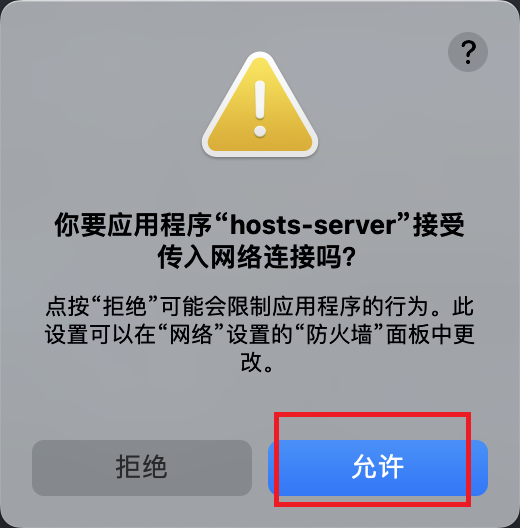 ?
你要应用程序“hosts-server”接受
传入网络连接吗?
点按“拒绝”可能会限制应用程序的行为。此
设置可以在“网络”设置的“防火墙”面板中更
改。
拒绝
允许